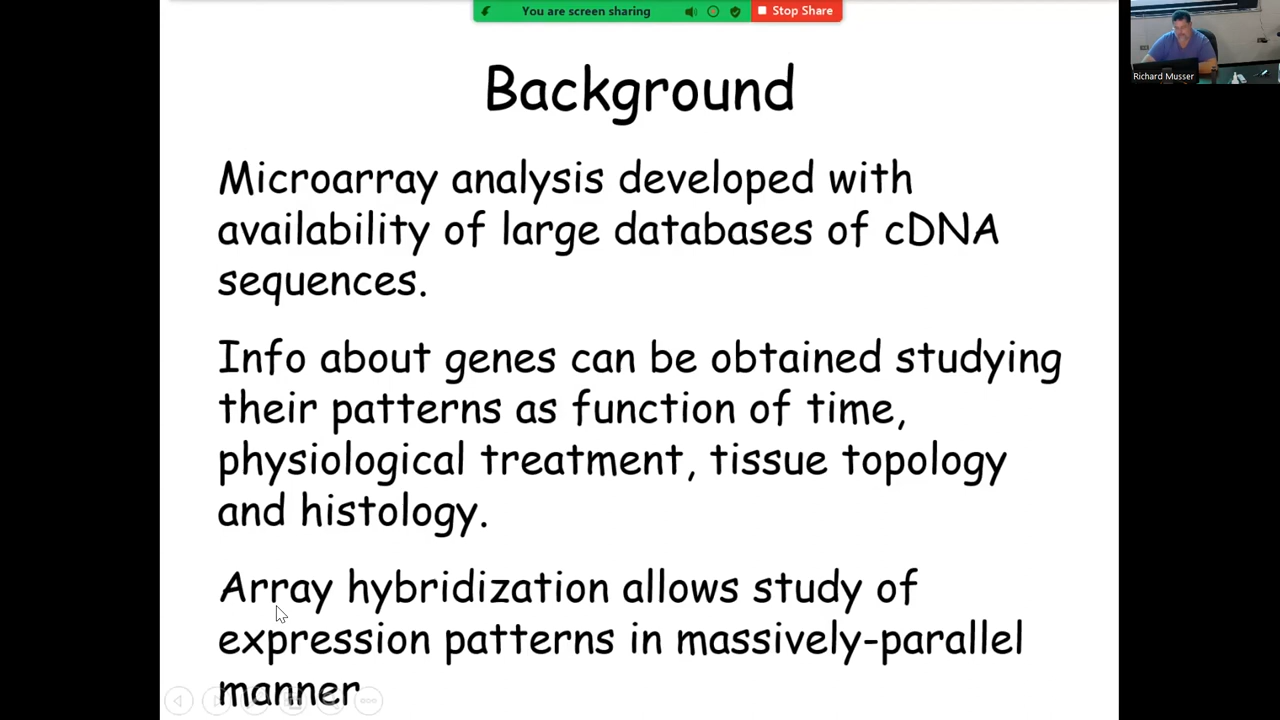 You are screen sharing
Stop Share
Richard Musser
Background
Microarray analysis developed with
availability of large databases of cDNA
sequences.
Info about genes can be obtained studying
their patterns as function of time,
physiological treatment, tissue topology
and histology.
Array hybridization allows study of
expression patterns in massively-parallel
manner